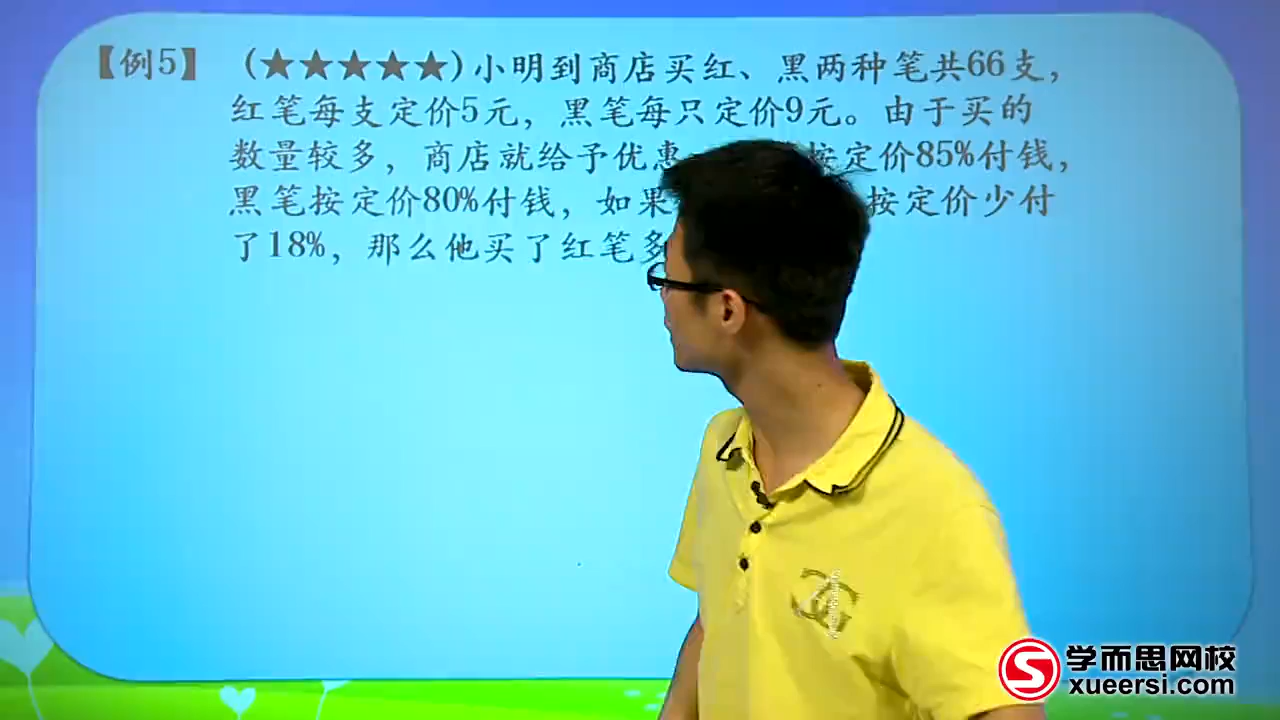 【例5】 (★★★★★)小明到商店买红、黑两种笔共66支，
红笔每支定价5元，黑笔每只定价9元。由于买的
数量较多，商店就给予优惠 按定价85%付钱，
黑笔按定价80%付钱，如果 按定价少付
了18%，那么他买了红笔
学而思网校
xueersi.com